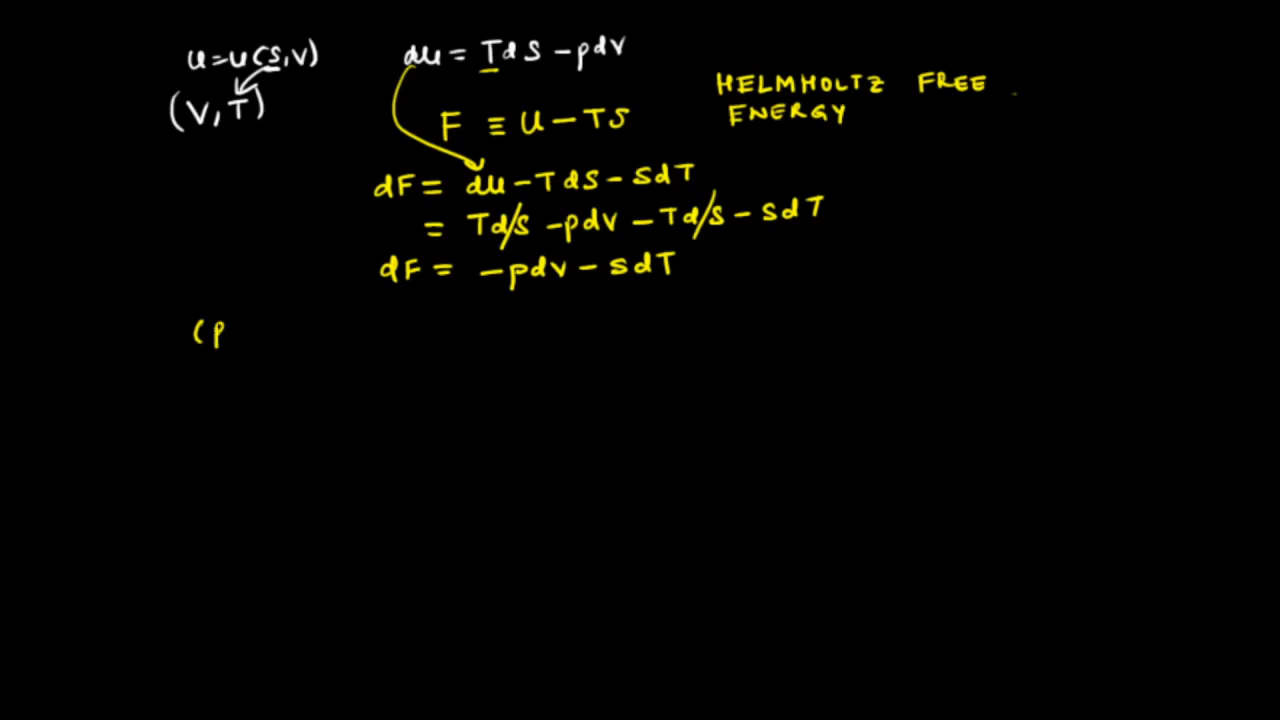 u = u(S,V) du = TdS - pdV
(V,T)
HELMHOLTZ FREE
ENERGY
F ≡ U - TS
dF = du - TdS - SdT
= TdS - pdV - TdS - SdT
dF = -pdV - SdT
(P